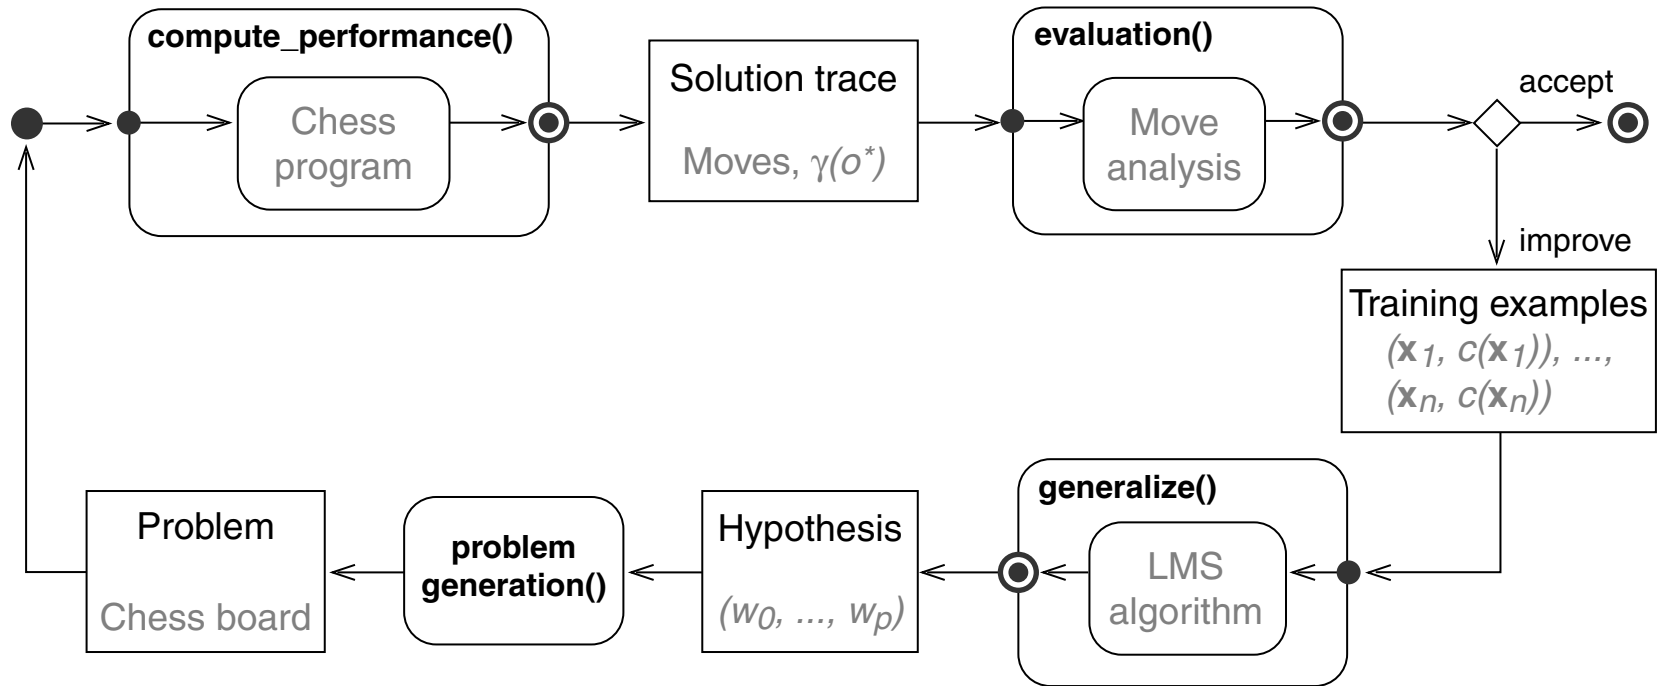 compute_performance()
Chess
program
Solution trace
Moves, γ(o*)
evaluation()
Move
analysis
accept
improve
Training examples
(x1, c(x1)), ...,
(xn, c(xn))
generalize()
LMS
algorithm
Hypothesis
(w0, ..., wp)
problem
generation()
Problem
Chess board